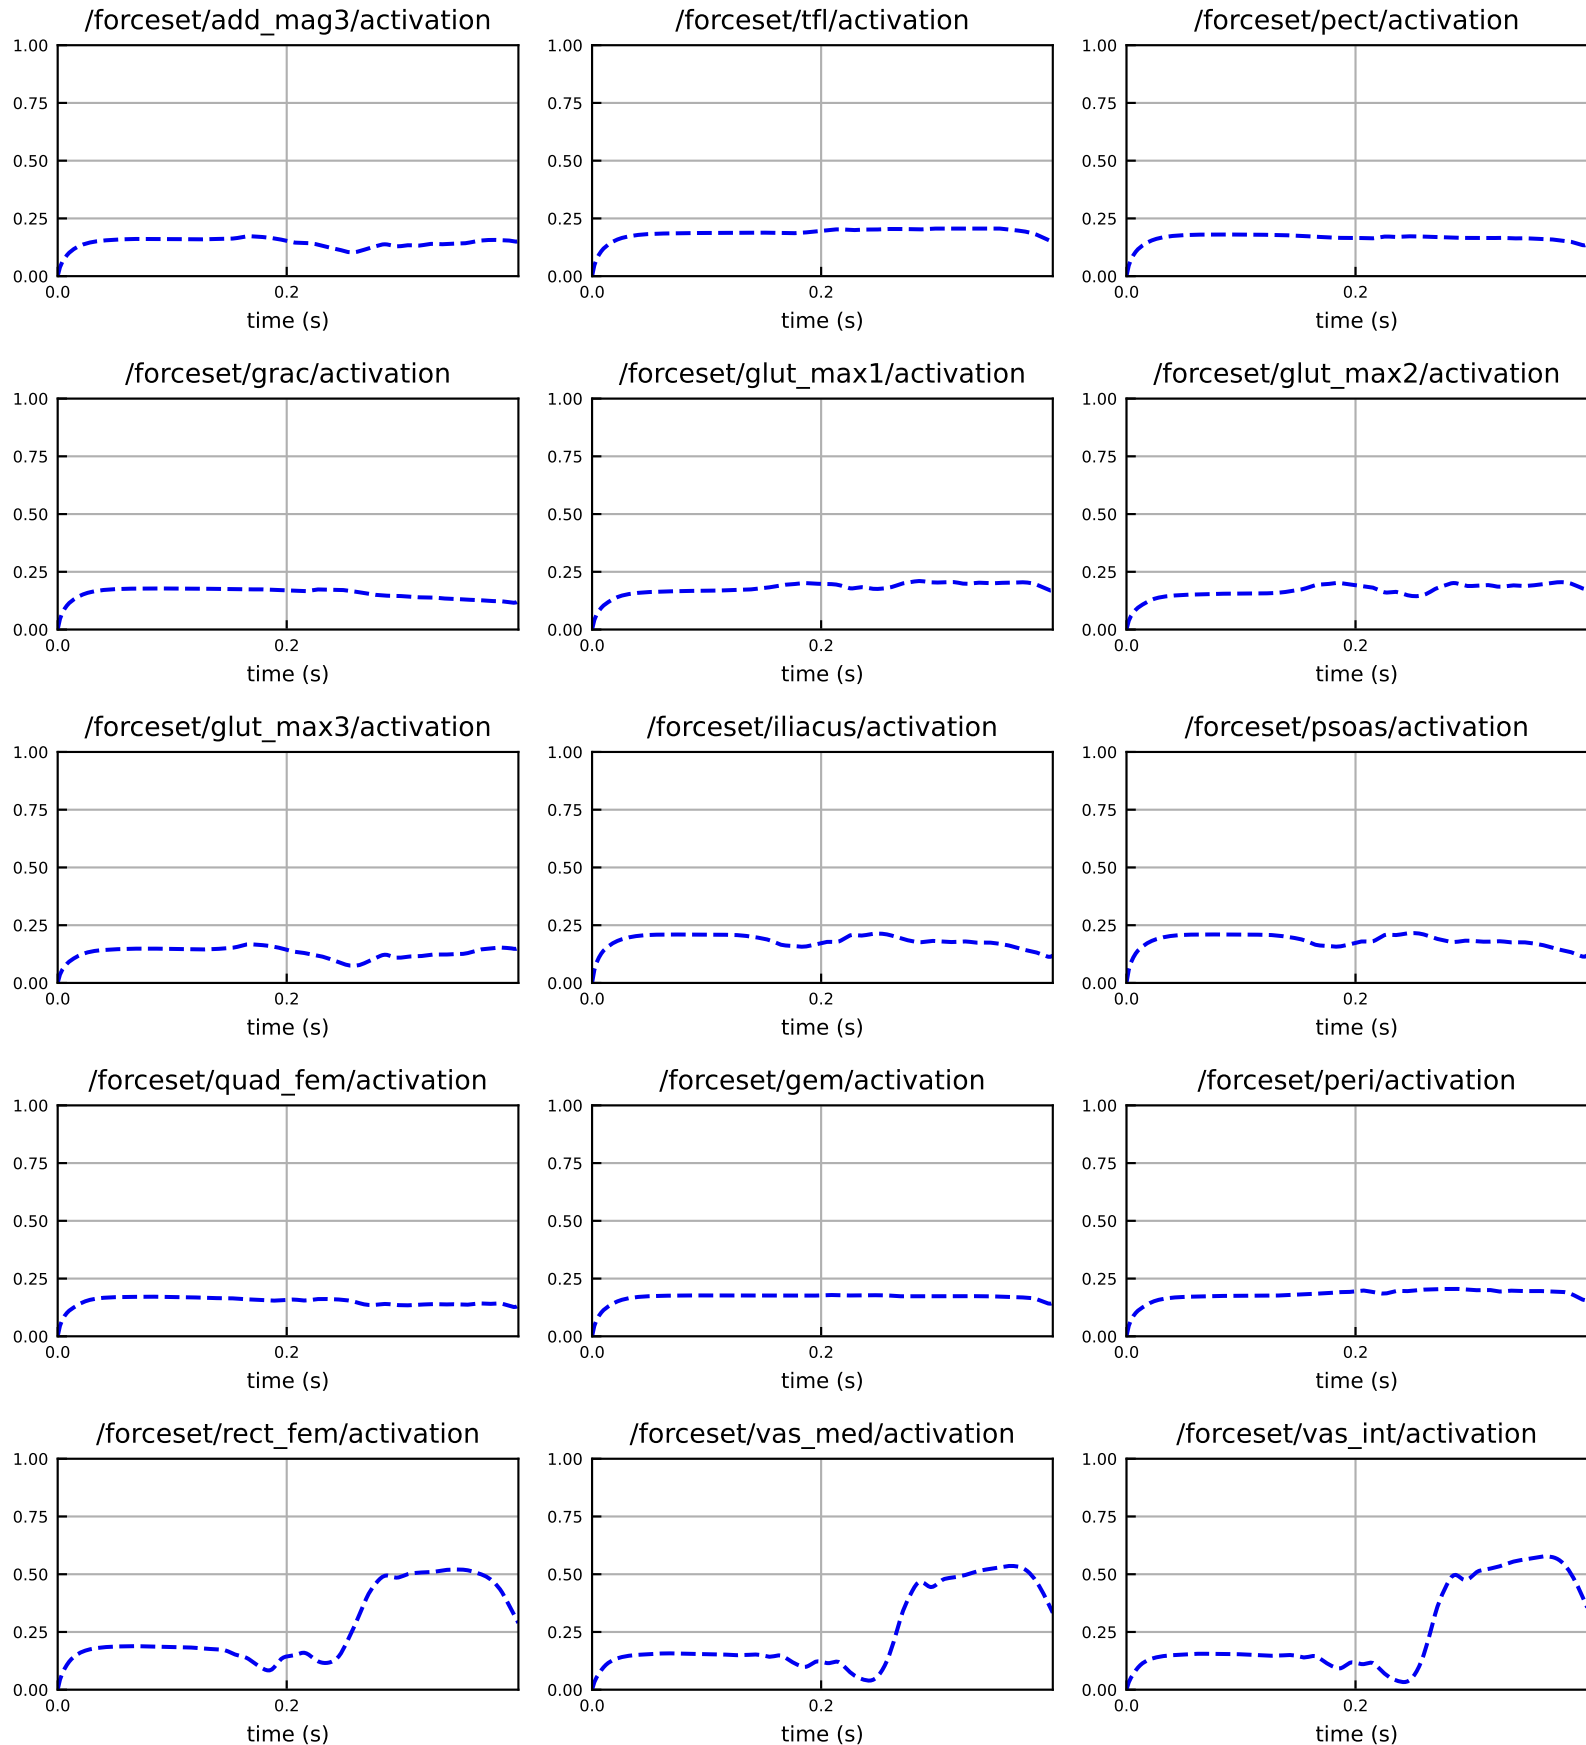 /forceset/add_mag3/activation /forceset/tfl/activation /forceset/pect/activation
1.00 1.00 1.00
0.75 0.75 0.75
0.50 0.50 0.50
0.25 0.25 0.25
0.00 0.00 0.00
0.0 0.2 0.0 0.2 0.0 0.2
time (s) time (s) time (s)
/forceset/grac/activation /forceset/glut_max1/activation /forceset/glut_max2/activation
1.00 1.00 1.00
0.75 0.75 0.75
0.50 0.50 0.50
0.25 0.25 0.25
0.00 0.00 0.00
0.0 0.2 0.0 0.2 0.0 0.2
time (s) time (s) time (s)
/forceset/glut_max3/activation /forceset/iliacus/activation /forceset/psoas/activation
1.00 1.00 1.00
0.75 0.75 0.75
0.50 0.50 0.50
0.25 0.25 0.25
0.00 0.00 0.00
0.0 0.2 0.0 0.2 0.0 0.2
time (s) time (s) time (s)
/forceset/quad_fem/activation /forceset/gem/activation /forceset/peri/activation
1.00 1.00 1.00
0.75 0.75 0.75
0.50 0.50 0.50
0.25 0.25 0.25
0.00 0.00 0.00
0.0 0.2 0.0 0.2 0.0 0.2
time (s) time (s) time (s)
/forceset/rect_fem/activation /forceset/vas_med/activation /forceset/vas_int/activation
1.00 1.00 1.00
0.75 0.75 0.75
0.50 0.50 0.50
0.25 0.25 0.25
0.00 0.00 0.00
0.0 0.2 0.0 0.2 0.0 0.2
time (s) time (s) time (s)